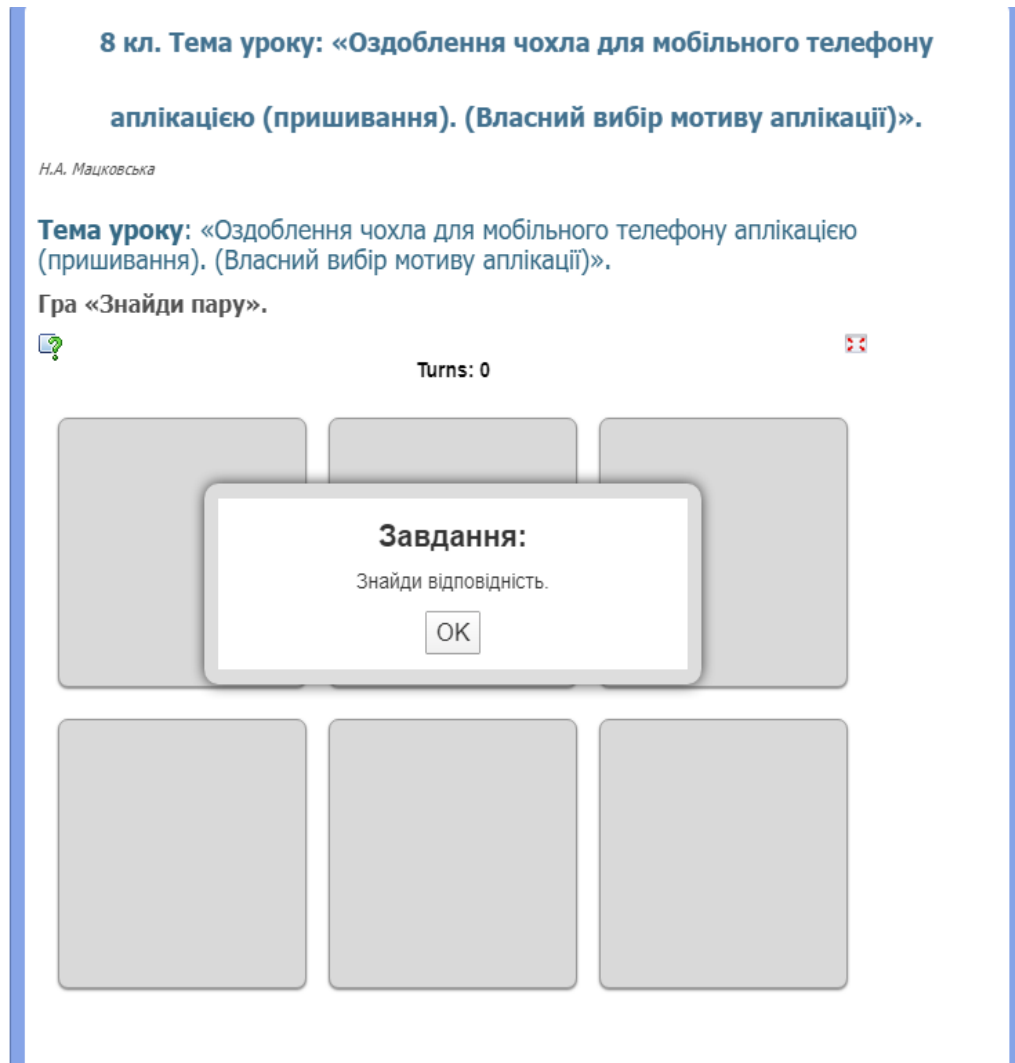 8 кл. Тема уроку: «Оздоблення чохла для мобільного телефону
аплікацією (пришивання). (Власний вибір мотиву аплікації)».
Н.А. Мацковська
Тема уроку: «Оздоблення чохла для мобільного телефону аплікацією
(пришивання). (Власний вибір мотиву аплікації)».
Гра «Знайди пару».
Turns: 0
Завдання:
Знайди відповідність.
OK